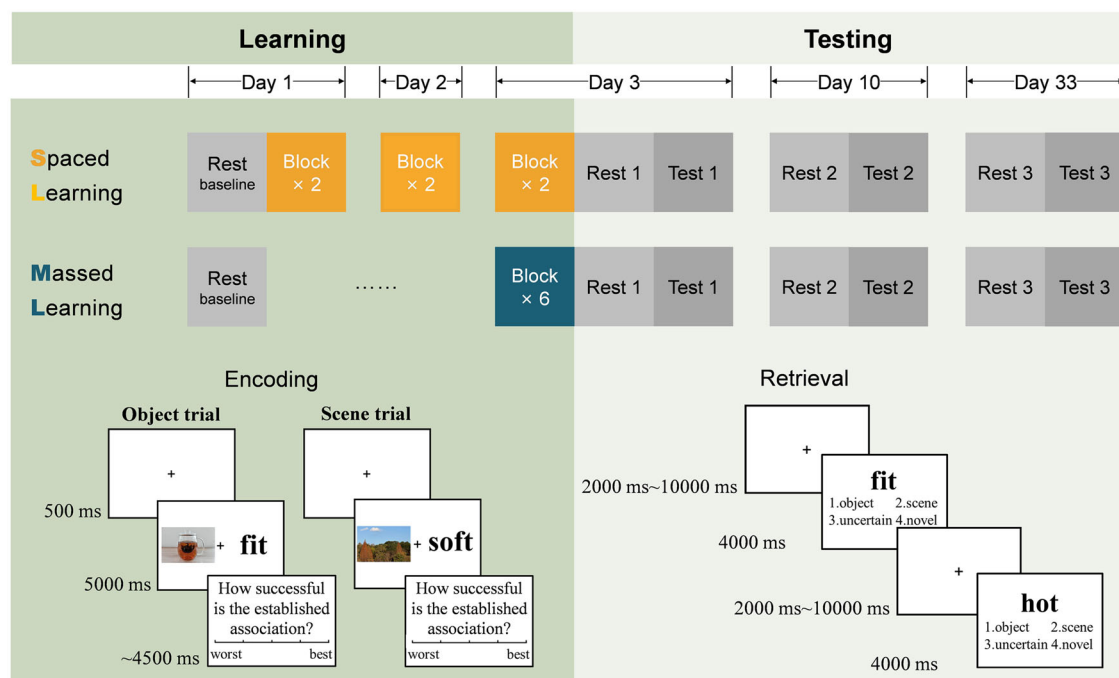 Learning
Testing
Day 1
Day 2
Day 3
Day 10
Day 33
Spaced
Learning
Rest
baseline
Block
× 2
Block
× 2
Block
× 2
Rest 1
Test 1
Rest 2
Test 2
Rest 3
Test 3
Massed
Learning
Rest
baseline
......
Block
× 6
Rest 1
Test 1
Rest 2
Test 2
Rest 3
Test 3
Encoding
Object trial
Scene trial
+
500 ms
+ fit
5000 ms
How successful
is the established
association?
worst best
~4500 ms
+
+ soft
How successful
is the established
association?
worst best
Retrieval
+
2000 ms~10000 ms
fit
1.object 2.scene
3.uncertain 4.novel
4000 ms
+
2000 ms~10000 ms
hot
1.object 2.scene
3.uncertain 4.novel
4000 ms